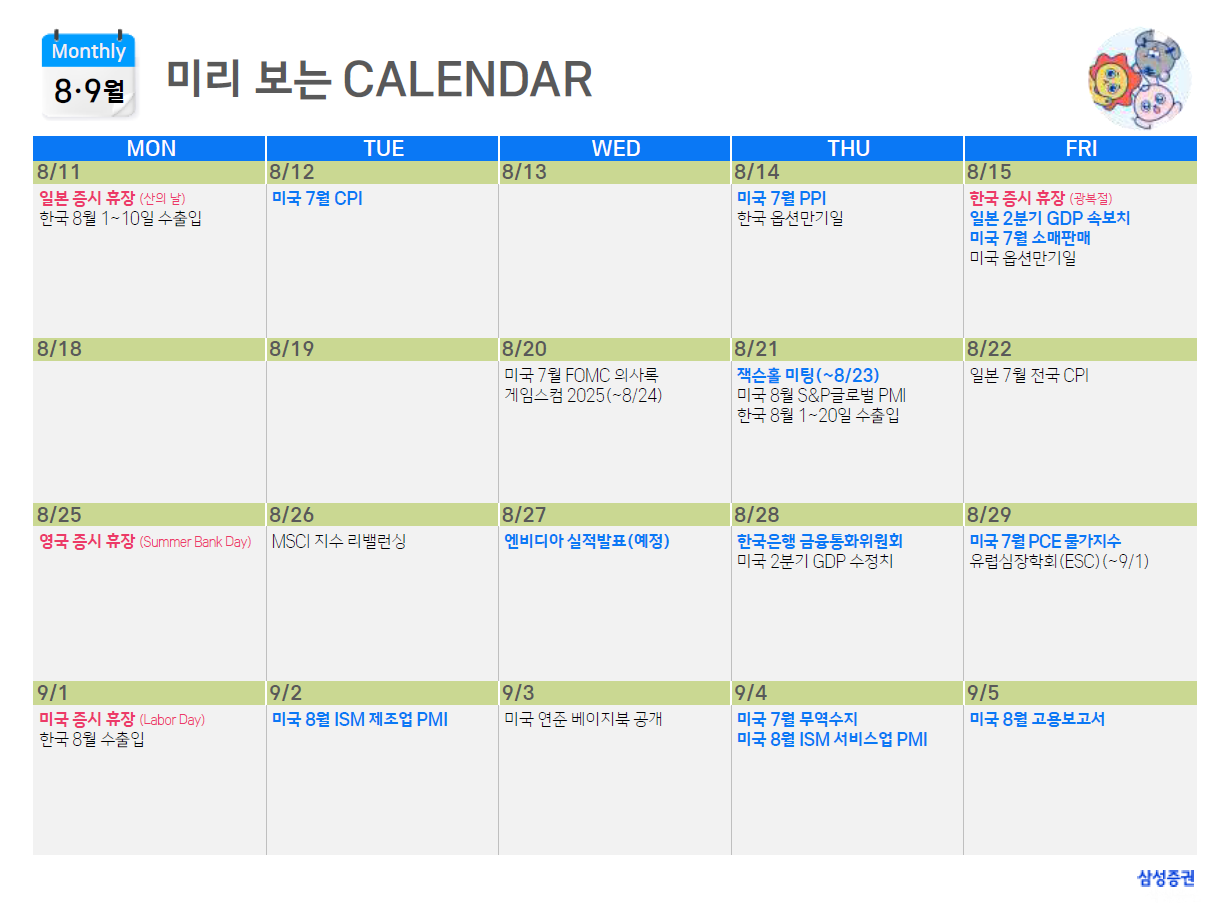 Monthly
8·9월
미리 보는 CALENDAR
MON TUE WED THU FRI
8/11 8/12 8/13 8/14 8/15
일본 증시 휴장 (산의 날)
한국 8월 1~10일 수출입
미국 7월 CPI
미국 7월 PPI
한국 옵션만기일
한국 증시 휴장 (광복절)
일본 2분기 GDP 속보치
미국 7월 소매판매
미국 옵션만기일
8/18 8/19 8/20 8/21 8/22
미국 7월 FOMC 의사록
게임스컴 2025(~8/24)
잭슨홀 미팅(~8/23)
미국 8월 S&P글로벌 PMI
한국 8월 1~20일 수출입
일본 7월 전국 CPI
8/25 8/26 8/27 8/28 8/29
영국 증시 휴장 (Summer Bank Day)
MSCI 지수 리밸런싱
엔비디아 실적발표(예정)
한국은행 금융통화위원회
미국 2분기 GDP 수정치
미국 7월 PCE 물가지수
유럽심장학회(ESC)(~9/1)
9/1 9/2 9/3 9/4 9/5
미국 증시 휴장 (Labor Day)
한국 8월 수출입
미국 8월 ISM 제조업 PMI
미국 연준 베이지북 공개
미국 7월 무역수지
미국 8월 ISM 서비스업 PMI
미국 8월 고용보고서
삼성증권